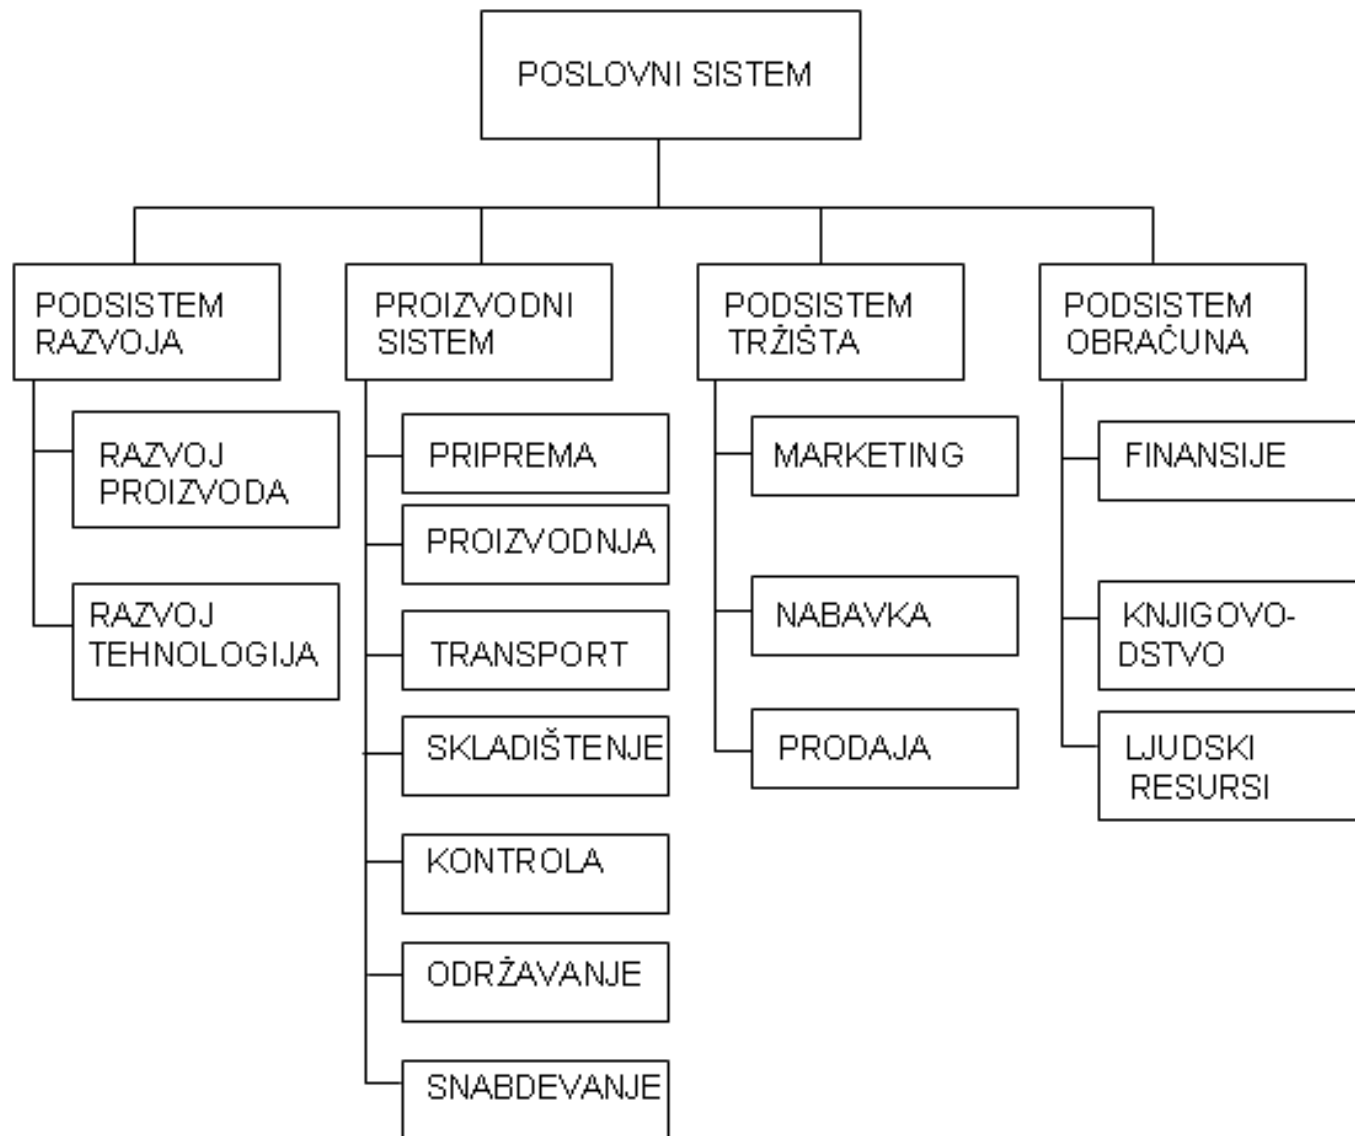 POSLOVNI SISTEM
PODSISTEM
RAZVOJA
PROIZVODNI
SISTEM
PODSISTEM
TRŽIŠTA
PODSISTEM
OBRAČUNA
RAZVOJ
PROIZVODA
RAZVOJ
TEHNOLOGIJA
PRIPREMA
PROIZVODNJA
TRANSPORT
SKLADIŠTENJE
KONTROLA
ODRŽAVANJE
SNABDEVANJE
MARKETING
NABAVKA
PRODAJA
FINANSIJE
KNJIGOVO-
DSTVO
LJUDSKI
RESURSI